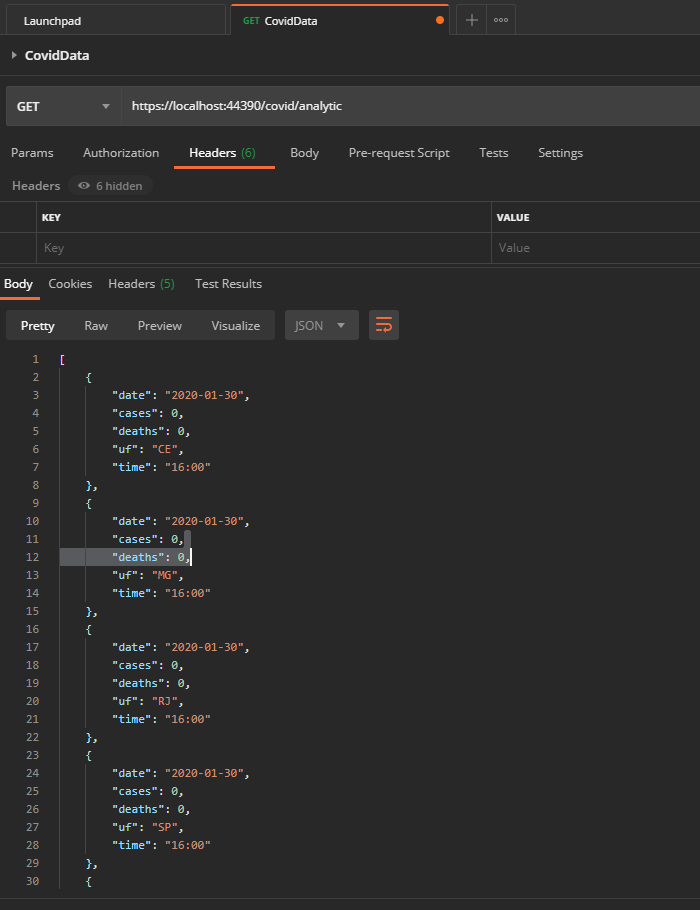 Launchpad GET CovidData + ooo
CovidData
GET https://localhost:44390/covid/analytic
Params Authorization Headers (6) Body Pre-request Script Tests Settings
Headers 6 hidden
KEY VALUE
Key Value
Body Cookies Headers (5) Test Results
Pretty Raw Preview Visualize JSON
1 [
2 {
3 "date": "2020-01-30",
4 "cases": 0,
5 "deaths": 0,
6 "uf": "CE",
7 "time": "16:00"
8 },
9 {
10 "date": "2020-01-30",
11 "cases": 0,
12 "deaths": 0,
13 "uf": "MG",
14 "time": "16:00"
15 },
16 {
17 "date": "2020-01-30",
18 "cases": 0,
19 "deaths": 0,
20 "uf": "RJ",
21 "time": "16:00"
22 },
23 {
24 "date": "2020-01-30",
25 "cases": 0,
26 "deaths": 0,
27 "uf": "SP",
28 "time": "16:00"
29 },
30 {